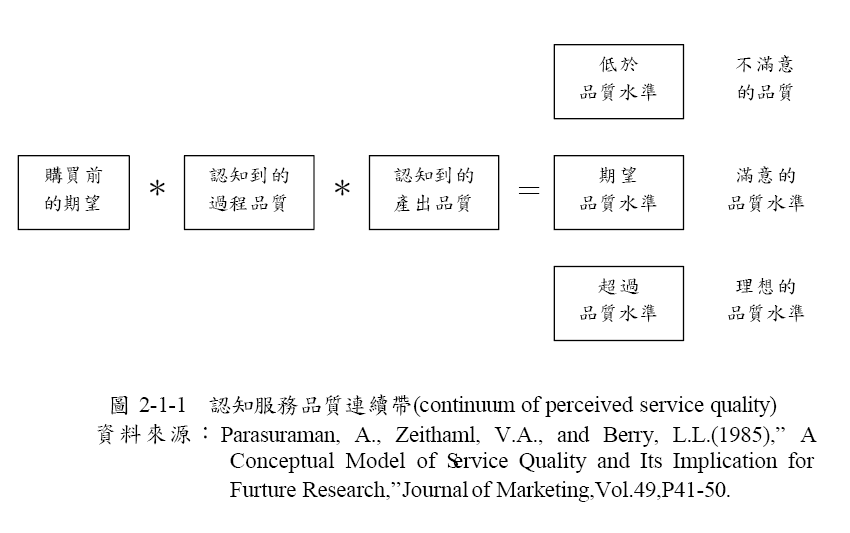 低於
品質水準
不滿意
的品質
購買前
的期望
*
認知到的
過程品質
*
認知到的
產出品質
=
期望
品質水準
滿意的
品質水準
超過
品質水準
理想的
品質水準
圖 2-1-1 認知服務品質連續帶(continuum of perceived service quality)
資料來源：Parasuraman, A., Zeithaml, V.A., and Berry, L.L.(1985),” A
Conceptual Model of Service Quality and Its Implication for
Furture Research,”Journal of Marketing,Vol.49,P41-50.